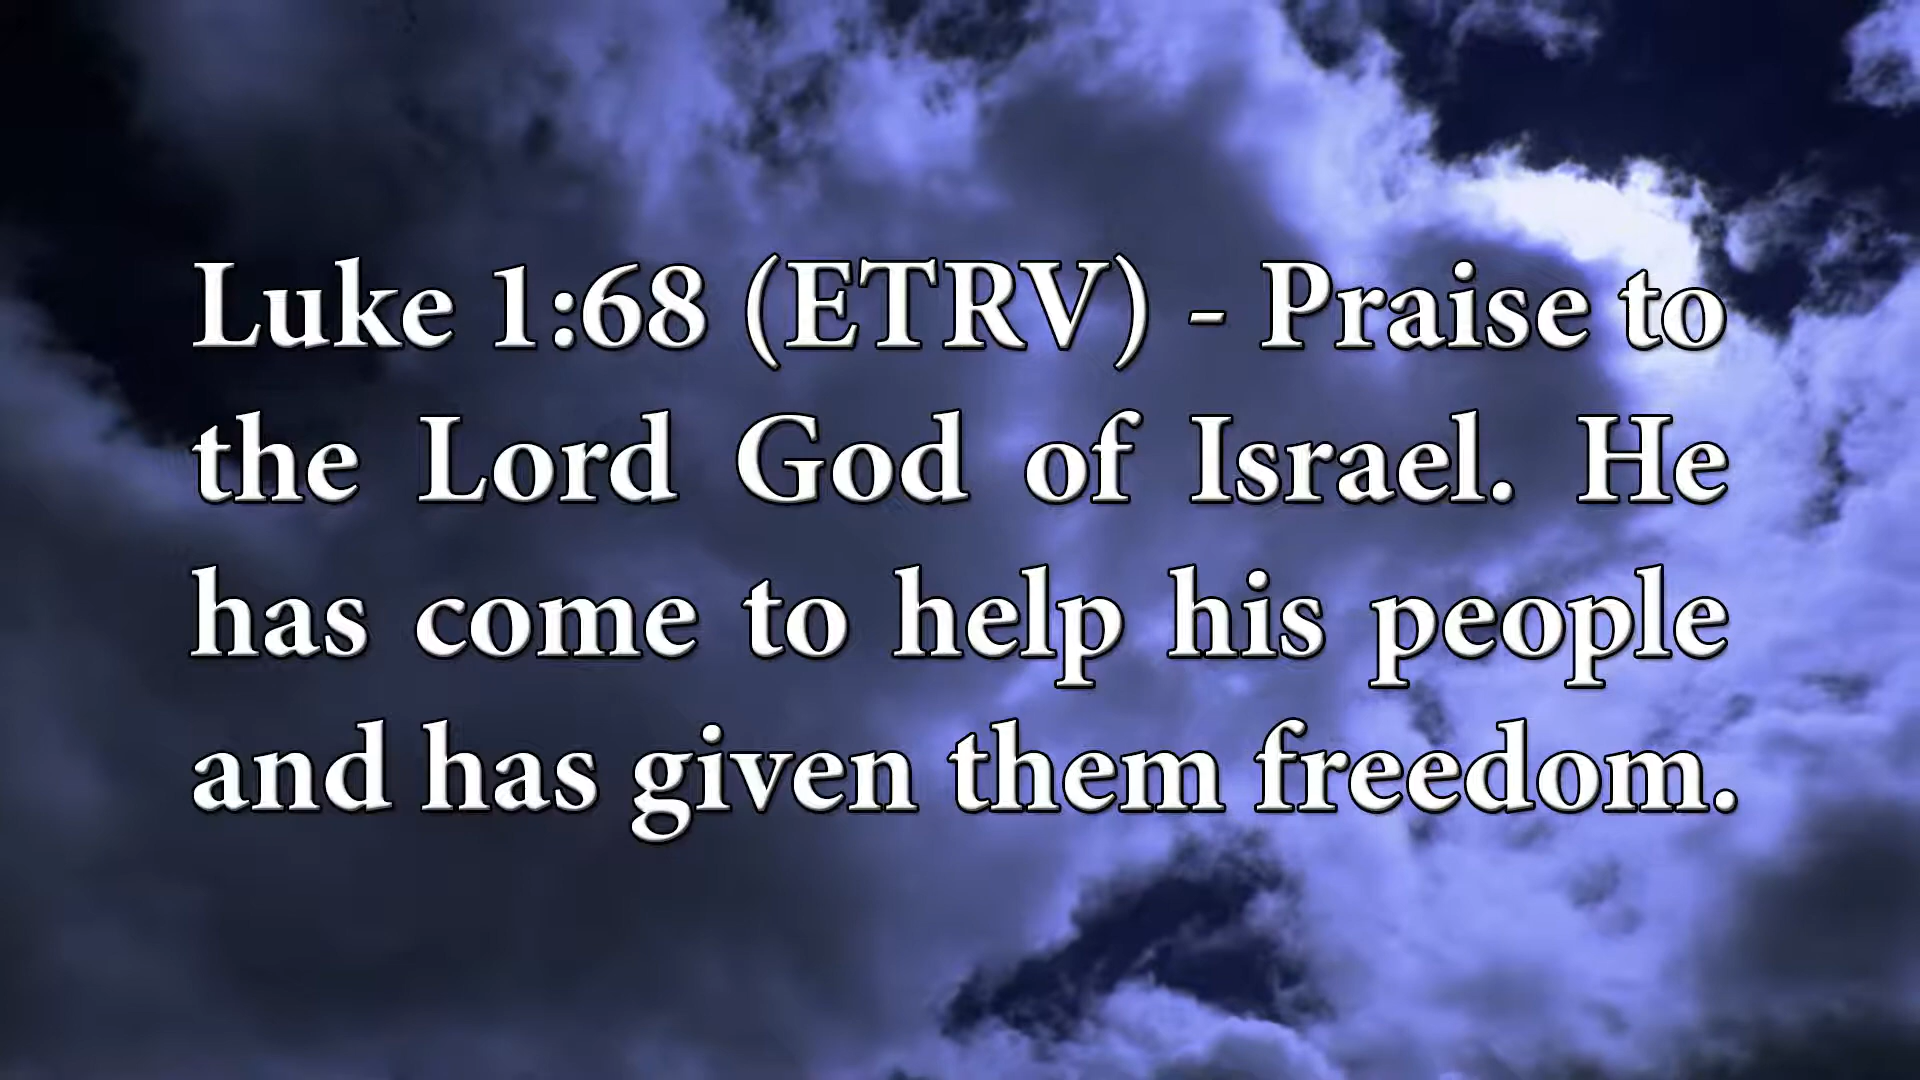 Luke 1:68 (ETRV) - Praise to
the Lord God of Israel. He
has come to help his people
and has given them freedom.